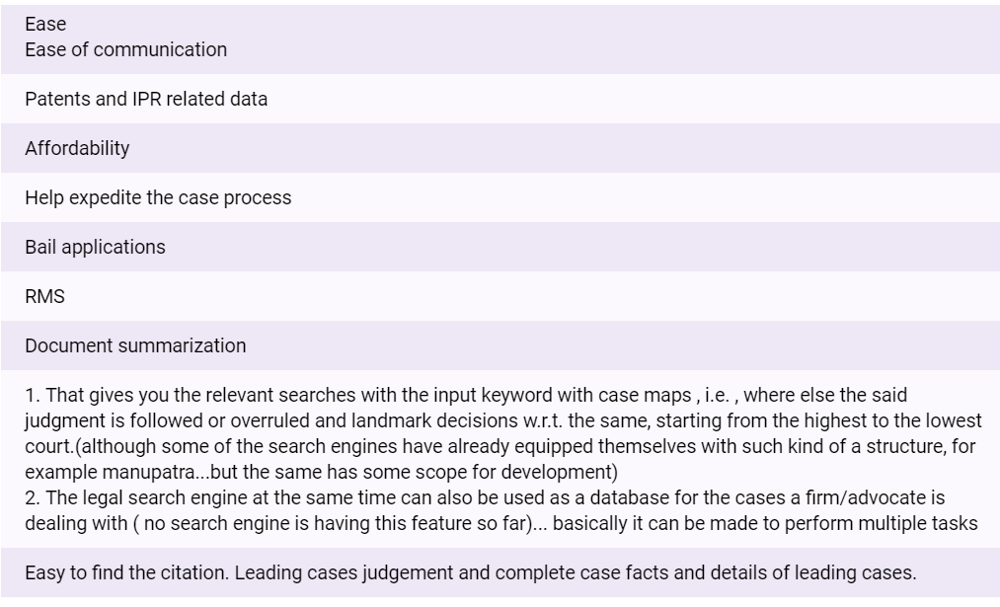 Ease
Ease of communication
Patents and IPR related data
Affordability
Help expedite the case process
Bail applications
RMS
Document summarization
1. That gives you the relevant searches with the input keyword with case maps , i.e. , where else the said
judgment is followed or overruled and landmark decisions w.r.t. the same, starting from the highest to the lowest
court.(although some of the search engines have already equipped themselves with such kind of a structure, for
example manupatra...but the same has some scope for development)
2. The legal search engine at the same time can also be used as a database for the cases a firm/advocate is
dealing with ( no search engine is having this feature so far)... basically it can be made to perform multiple tasks
Easy to find the citation. Leading cases judgement and complete case facts and details of leading cases.